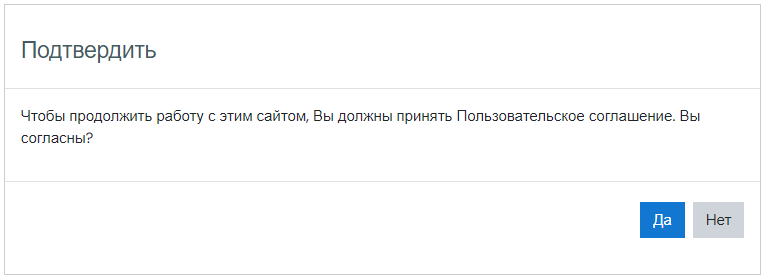 Подтвердить
Чтобы продолжить работу с этим сайтом, Вы должны принять Пользовательское соглашение. Вы
согласны?
Да Нет